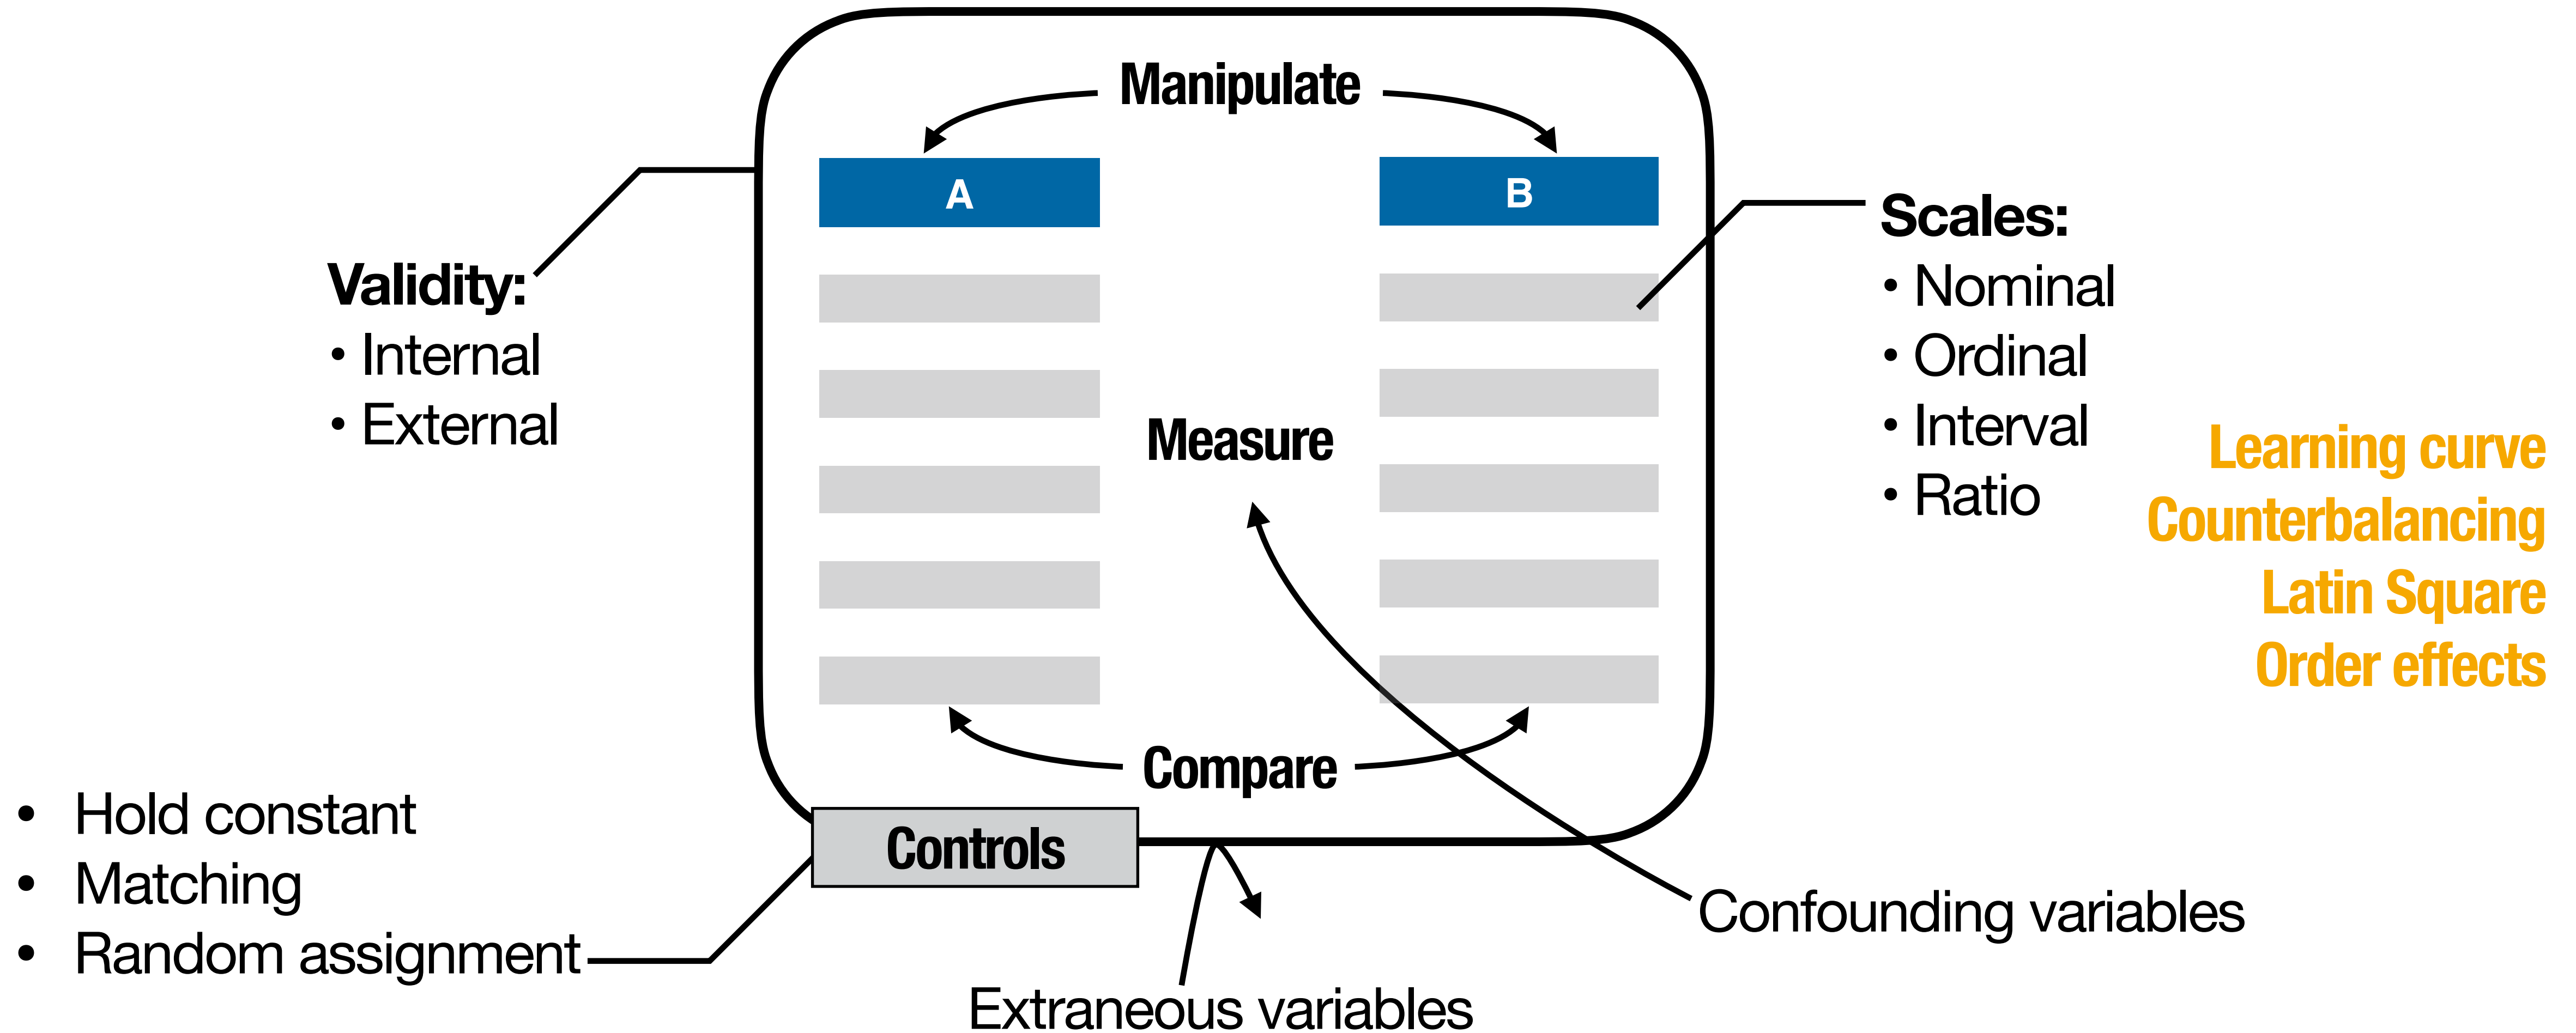 Manipulate
A
B
Validity:
• Internal
• External
Scales:
• Nominal
• Ordinal
• Interval
• Ratio
Measure
Learning curve
Counterbalancing
Latin Square
Order effects
Compare
Controls
• Hold constant
• Matching
• Random assignment
Confounding variables
Extraneous variables